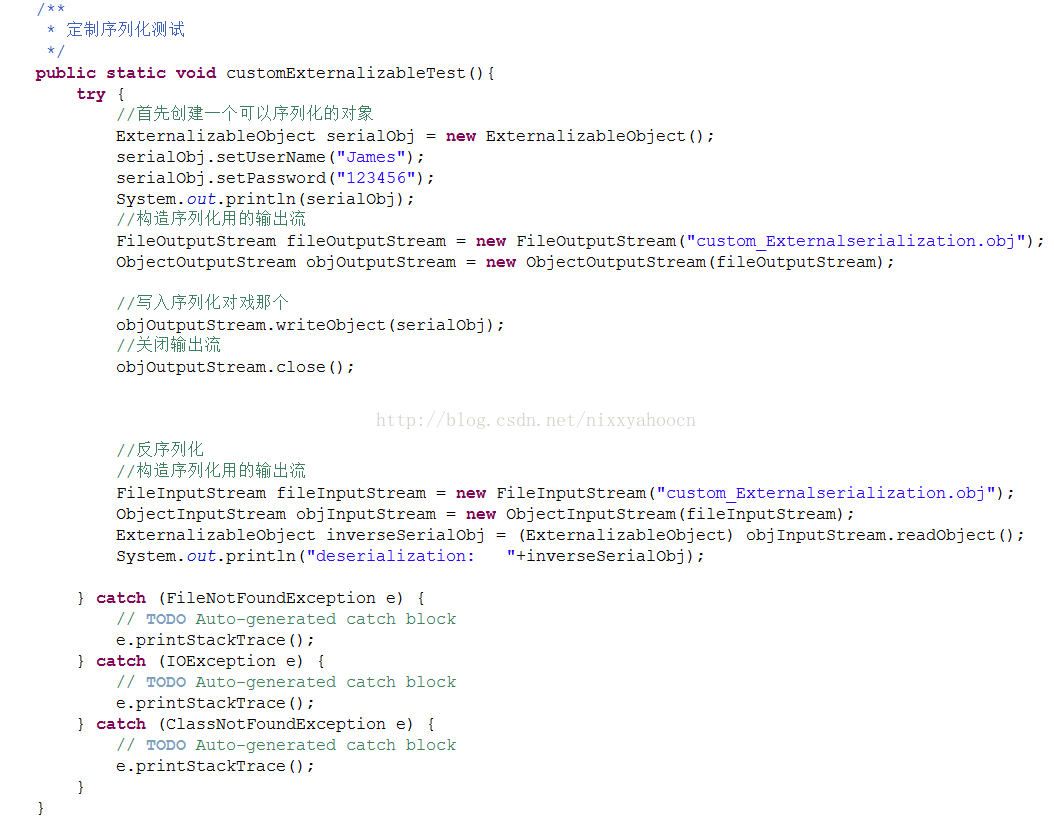 /**
 * 定制序列化测试
 */
public static void customExternalizableTest(){
    try {
        //首先创建一个可以序列化的对象
        ExternalizableObject serialObj = new ExternalizableObject();
        serialObj.setUserName("James");
        serialObj.setPassword("123456");
        System.out.println(serialObj);
        //构造序列化用的输出流
        FileOutputStream fileOutputStream = new FileOutputStream("custom_Externalserialization.obj");
        ObjectOutputStream objOutputStream = new ObjectOutputStream(fileOutputStream);
        //写入序列化对戏那个
        objOutputStream.writeObject(serialObj);
        //关闭输出流
        objOutputStream.close();
http://blog.csdn.net/nixxyahoocn
        //反序列化
        //构造序列化用的输出流
        FileInputStream fileInputStream = new FileInputStream("custom_Externalserialization.obj");
        ObjectInputStream objInputStream = new ObjectInputStream(fileInputStream);
        ExternalizableObject inverseSerialObj = (ExternalizableObject) objInputStream.readObject();
        System.out.println("deserialization:   "+inverseSerialObj);
    } catch (FileNotFoundException e) {
        // TODO Auto-generated catch block
        e.printStackTrace();
    } catch (IOException e) {
        // TODO Auto-generated catch block
        e.printStackTrace();
    } catch (ClassNotFoundException e) {
        // TODO Auto-generated catch block
        e.printStackTrace();
    }
}